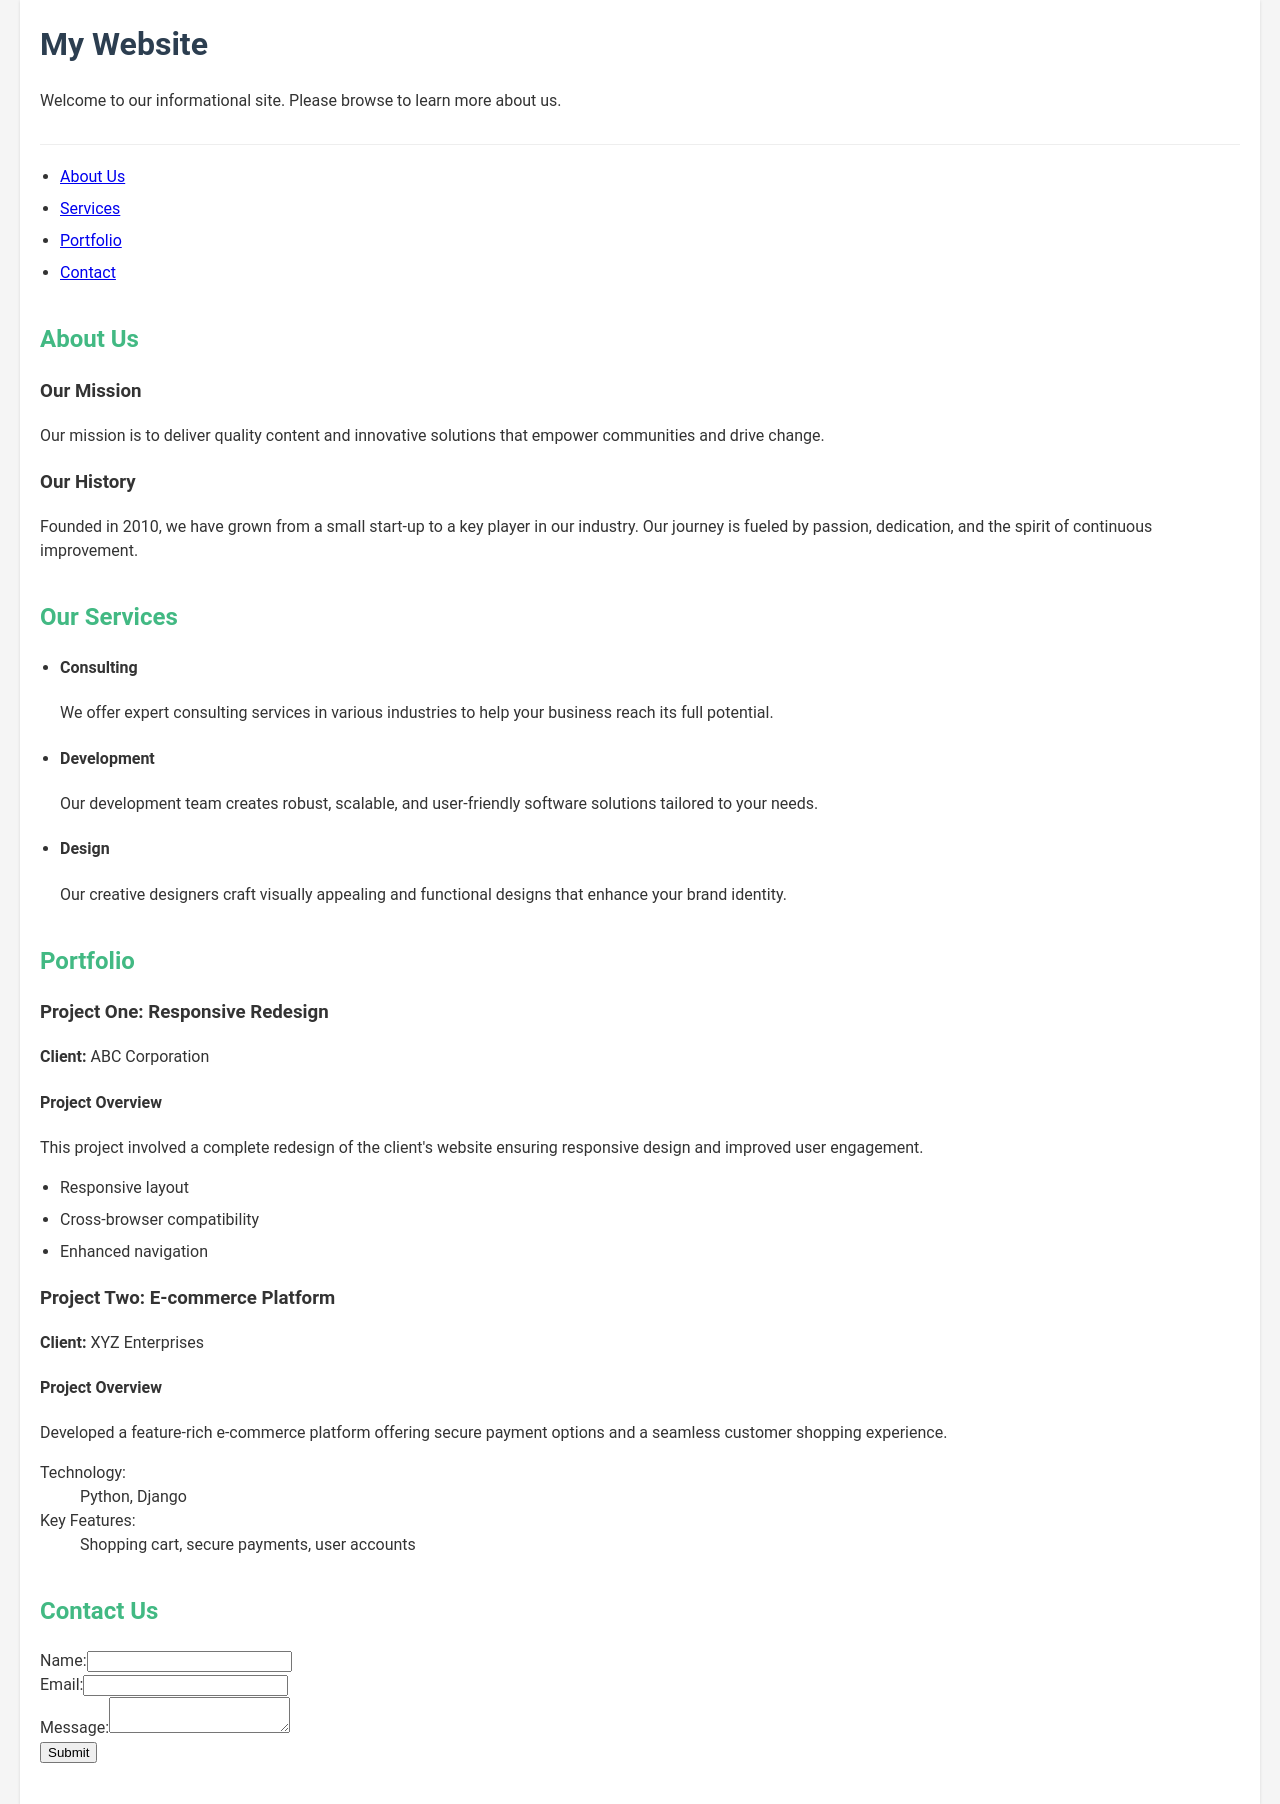 My Website
Welcome to our informational site. Please browse to learn more about us.
About Us
Services
Portfolio
Contact
About Us
Our Mission
Our mission is to deliver quality content and innovative solutions that empower communities and drive change.
Our History
Founded in 2010, we have grown from a small start-up to a key player in our industry. Our journey is fueled by passion, dedication, and the spirit of continuous
improvement.
Our Services
Consulting
We offer expert consulting services in various industries to help your business reach its full potential.
Development
Our development team creates robust, scalable, and user-friendly software solutions tailored to your needs.
Design
Our creative designers craft visually appealing and functional designs that enhance your brand identity.
Portfolio
Project One: Responsive Redesign
Client: ABC Corporation
Project Overview
This project involved a complete redesign of the client's website ensuring responsive design and improved user engagement.
Responsive layout
Cross-browser compatibility
Enhanced navigation
Project Two: E-commerce Platform
Client: XYZ Enterprises
Project Overview
Developed a feature-rich e-commerce platform offering secure payment options and a seamless customer shopping experience.
Technology:
Python, Django
Key Features:
Shopping cart, secure payments, user accounts
Contact Us
Name:
Email:
Message:
Submit